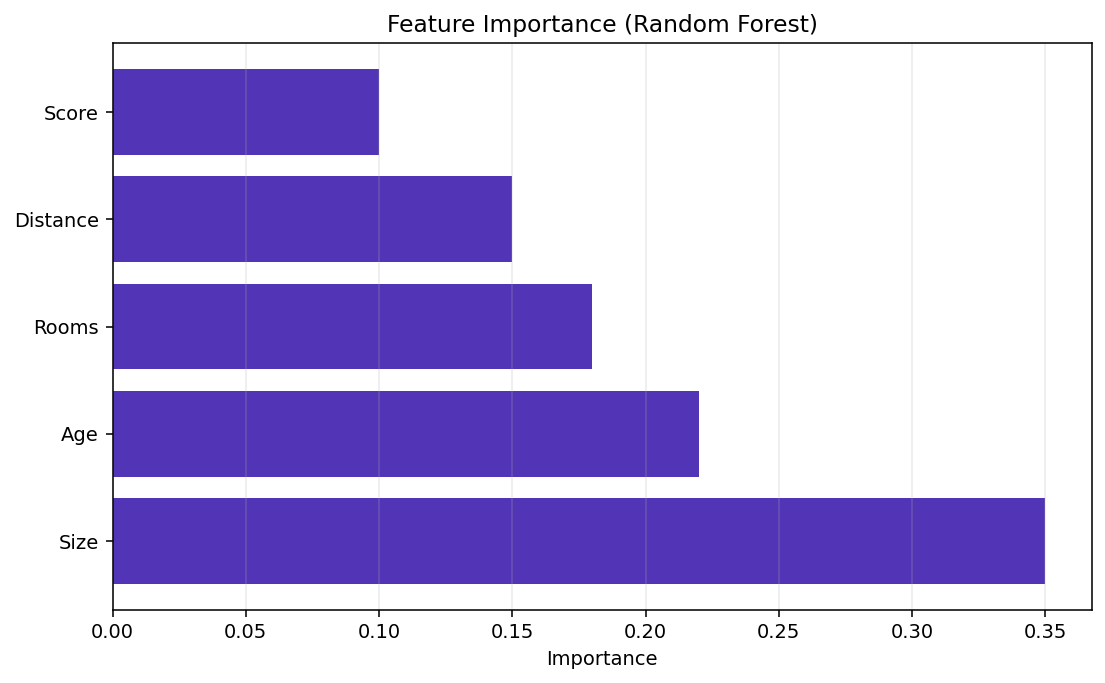 Feature Importance (Random Forest)
Score
Distance
Rooms
Age
Size
0.00 0.05 0.10 0.15 0.20 0.25 0.30 0.35
Importance